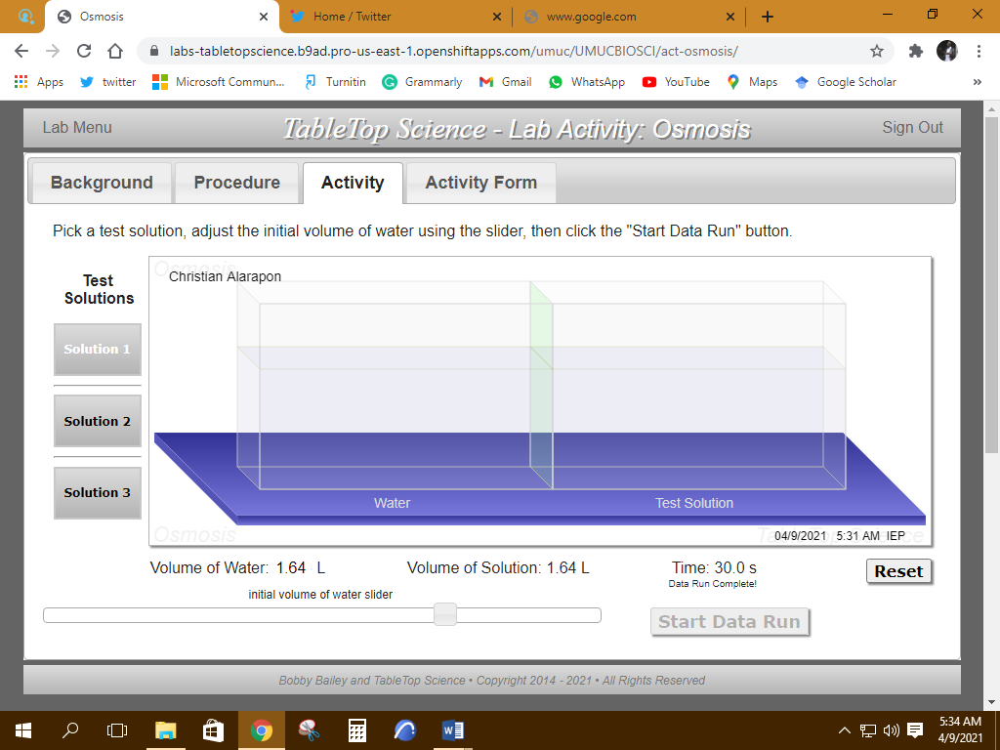 Osmosis
Home / Twitter
www.google.com
labs-tabletopscience.b9ad.pro-us-east-1.openshiftapps.com/umuc/UMUCBIOSCI/act-osmosis/
Apps
twitter
Microsoft Commun...
Turnitin
Grammarly
Gmail
WhatsApp
YouTube
Maps
Google Scholar
»
Lab Menu
TableTop Science - Lab Activity: Osmosis
Sign Out
Background
Procedure
Activity
Activity Form
Pick a test solution, adjust the initial volume of water using the slider, then click the "Start Data Run" button.
Test
Solutions
Solution 1
Solution 2
Solution 3
Osmosis
Christian Alarapon
Water
Test Solution
Osmosis
04/9/2021 5:31 AM IEP
Volume of Water: 1.64 L
Volume of Solution: 1.64 L
Time: 30.0 s
Data Run Complete!
Reset
initial volume of water slider
Start Data Run
Bobby Bailey and TableTop Science • Copyright 2014 - 2021 • All Rights Reserved
5:34 AM
4/9/2021